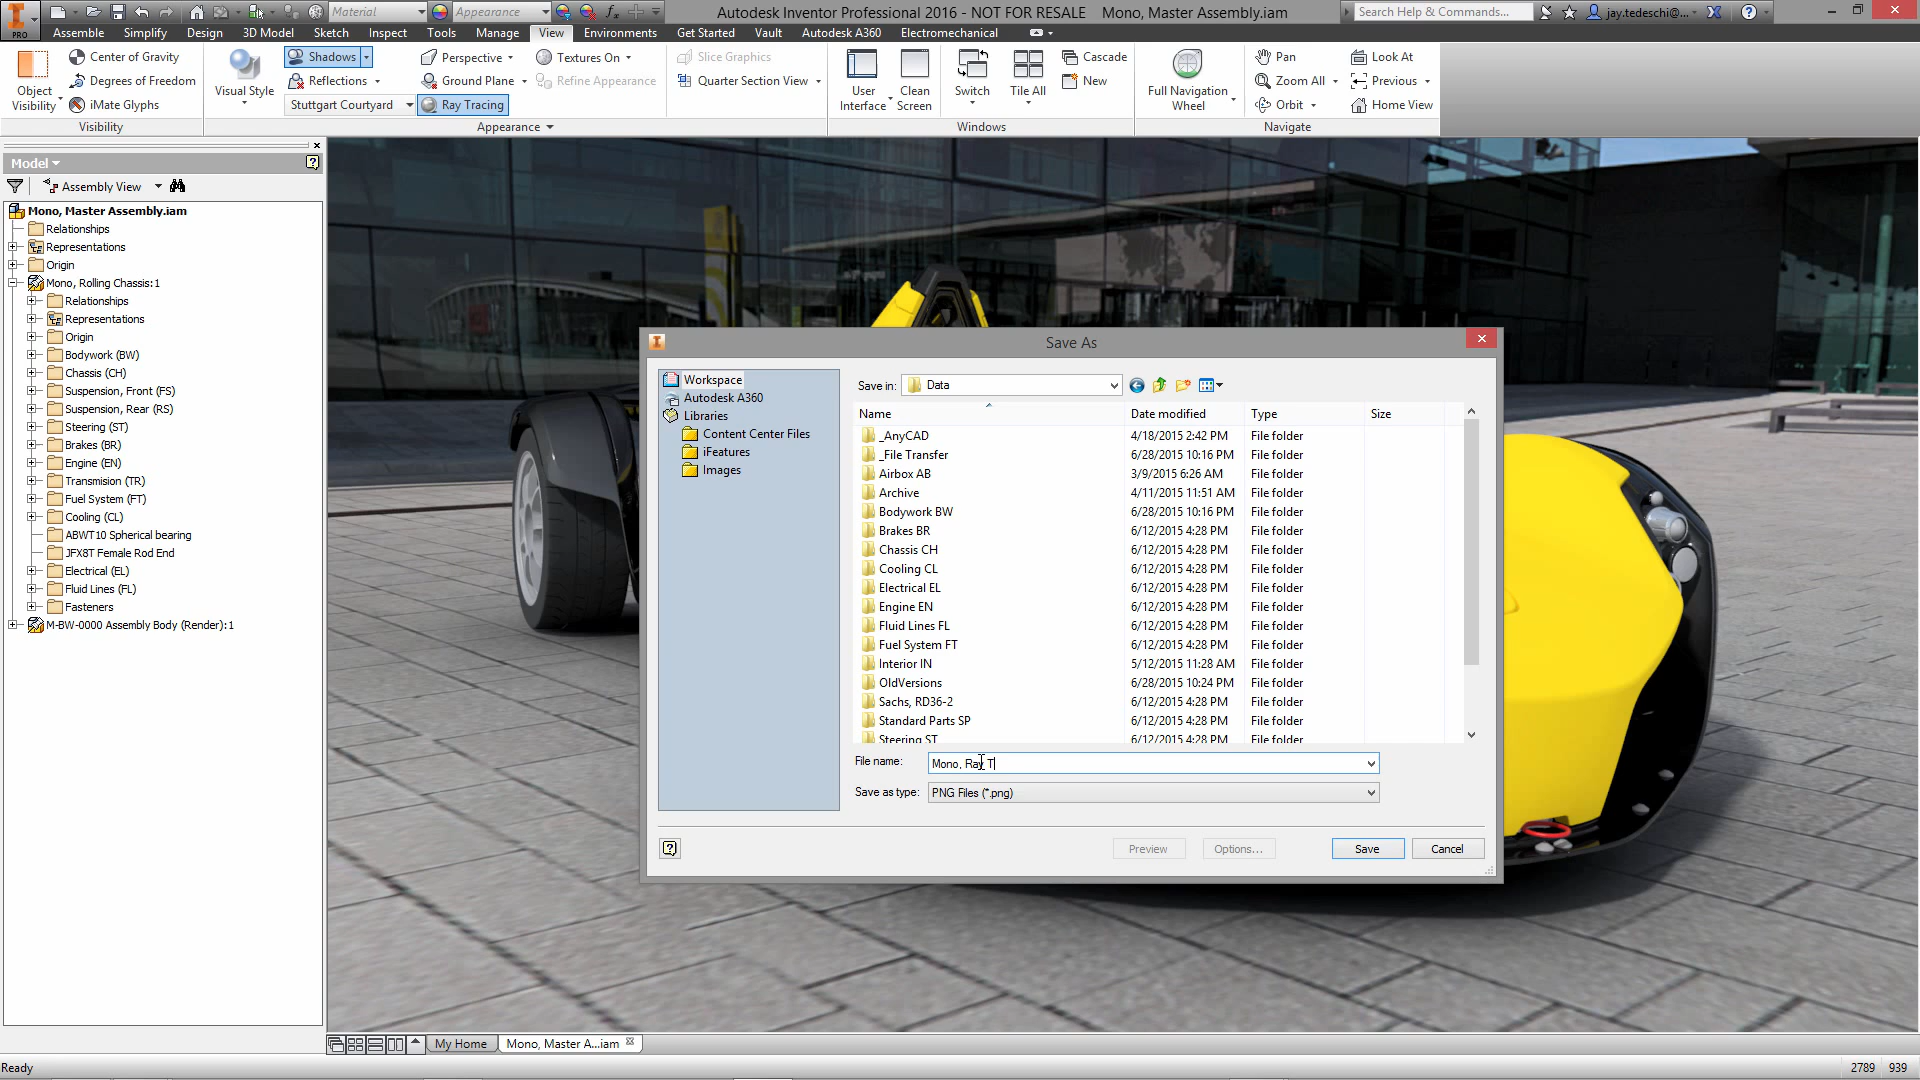 Material
Appearance
Autodesk Inventor Professional 2016 - NOT FOR RESALE Mono, Master Assembly.iam
Search Help & Commands...
jay.tedeschi@...
PRO
Assemble Simplify Design 3D Model Sketch Inspect Tools Manage View Environments Get Started Vault Autodesk A360 Electromechanical
Object Visibility
Center of Gravity
Degrees of Freedom
iMate Glyphs
Visibility
Visual Style
Shadows
Reflections
Stuttgart Courtyard
Perspective
Ground Plane
Ray Tracing
Textures On
Refine Appearance
Appearance
Slice Graphics
Quarter Section View
User Interface
Clean Screen
Switch
Tile All
Cascade
New
Windows
Full Navigation Wheel
Pan
Zoom All
Orbit
Look At
Previous
Home View
Navigate
Model
Assembly View
Mono, Master Assembly.iam
Relationships
Representations
Origin
Mono, Rolling Chassis:1
Relationships
Representations
Origin
Bodywork (BW)
Chassis (CH)
Suspension, Front (FS)
Suspension, Rear (RS)
Steering (ST)
Brakes (BR)
Engine (EN)
Transmision (TR)
Fuel System (FT)
Cooling (CL)
ABWT10 Spherical bearing
JFX8T Female Rod End
Electrical (EL)
Fluid Lines (FL)
Fasteners
M-BW-0000 Assembly Body (Render):1
Save As
Workspace
Autodesk A360
Libraries
Content Center Files
iFeatures
Images
Save in: Data
Name Date modified Type Size
_AnyCAD 4/18/2015 2:42 PM File folder
_File Transfer 6/28/2015 10:16 PM File folder
Airbox AB 3/9/2015 6:26 AM File folder
Archive 4/11/2015 11:51 AM File folder
Bodywork BW 6/28/2015 10:16 PM File folder
Brakes BR 6/12/2015 4:28 PM File folder
Chassis CH 6/12/2015 4:28 PM File folder
Cooling CL 6/12/2015 4:28 PM File folder
Electrical EL 6/12/2015 4:28 PM File folder
Engine EN 6/12/2015 4:28 PM File folder
Fluid Lines FL 6/12/2015 4:28 PM File folder
Fuel System FT 6/12/2015 4:28 PM File folder
Interior IN 5/12/2015 11:28 AM File folder
OldVersions 6/28/2015 10:24 PM File folder
Sachs, RD36-2 6/12/2015 4:28 PM File folder
Standard Parts SP 6/12/2015 4:28 PM File folder
Steering ST 6/12/2015 4:28 PM File folder
File name: Mono, Ray T
Save as type: PNG Files (*.png)
Preview Options... Save Cancel
My Home Mono, Master A...iam
Ready
2789 939